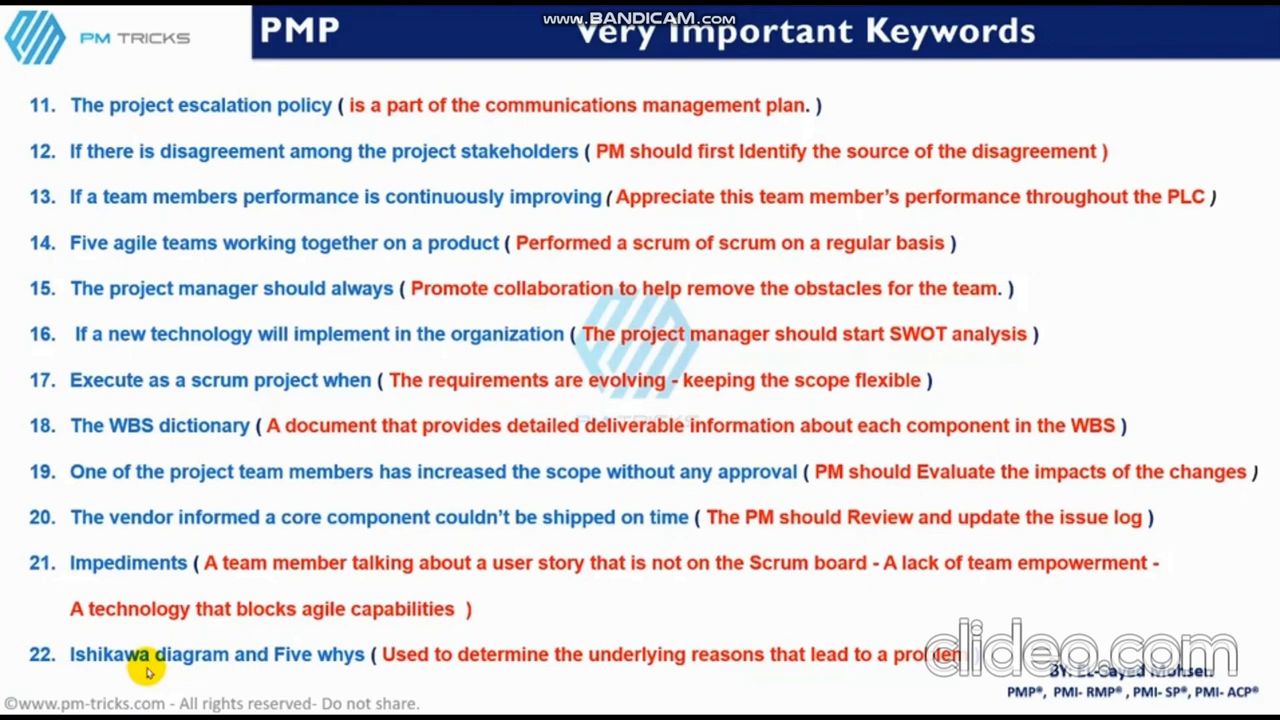 www.BANDICAM.com
PM TRICKS
PMP
Very Important Keywords
11. The project escalation policy ( is a part of the communications management plan. )
12. If there is disagreement among the project stakeholders ( PM should first Identify the source of the disagreement )
13. If a team members performance is continuously improving ( Appreciate this team member's performance throughout the PLC )
14. Five agile teams working together on a product ( Performed a scrum of scrum on a regular basis )
15. The project manager should always ( Promote collaboration to help remove the obstacles for the team. )
16. If a new technology will implement in the organization ( The project manager should start SWOT analysis )
17. Execute as a scrum project when ( The requirements are evolving - keeping the scope flexible )
18. The WBS dictionary ( A document that provides detailed deliverable information about each component in the WBS )
19. One of the project team members has increased the scope without any approval ( PM should Evaluate the impacts of the changes )
20. The vendor informed a core component couldn't be shipped on time ( The PM should Review and update the issue log )
21. Impediments ( A team member talking about a user story that is not on the Scrum board - A lack of team empowerment -
A technology that blocks agile capabilities )
22. Ishikawa diagram and Five whys ( Used to determine the underlying reasons that lead to a problem )
clideo.com
BY: EL-Sayed Mohsen
PMP®, PMI- RMP® , PMI- SP®, PMI- ACP®
©www.pm-tricks.com - All rights reserved- Do not share.
PM TRICKS